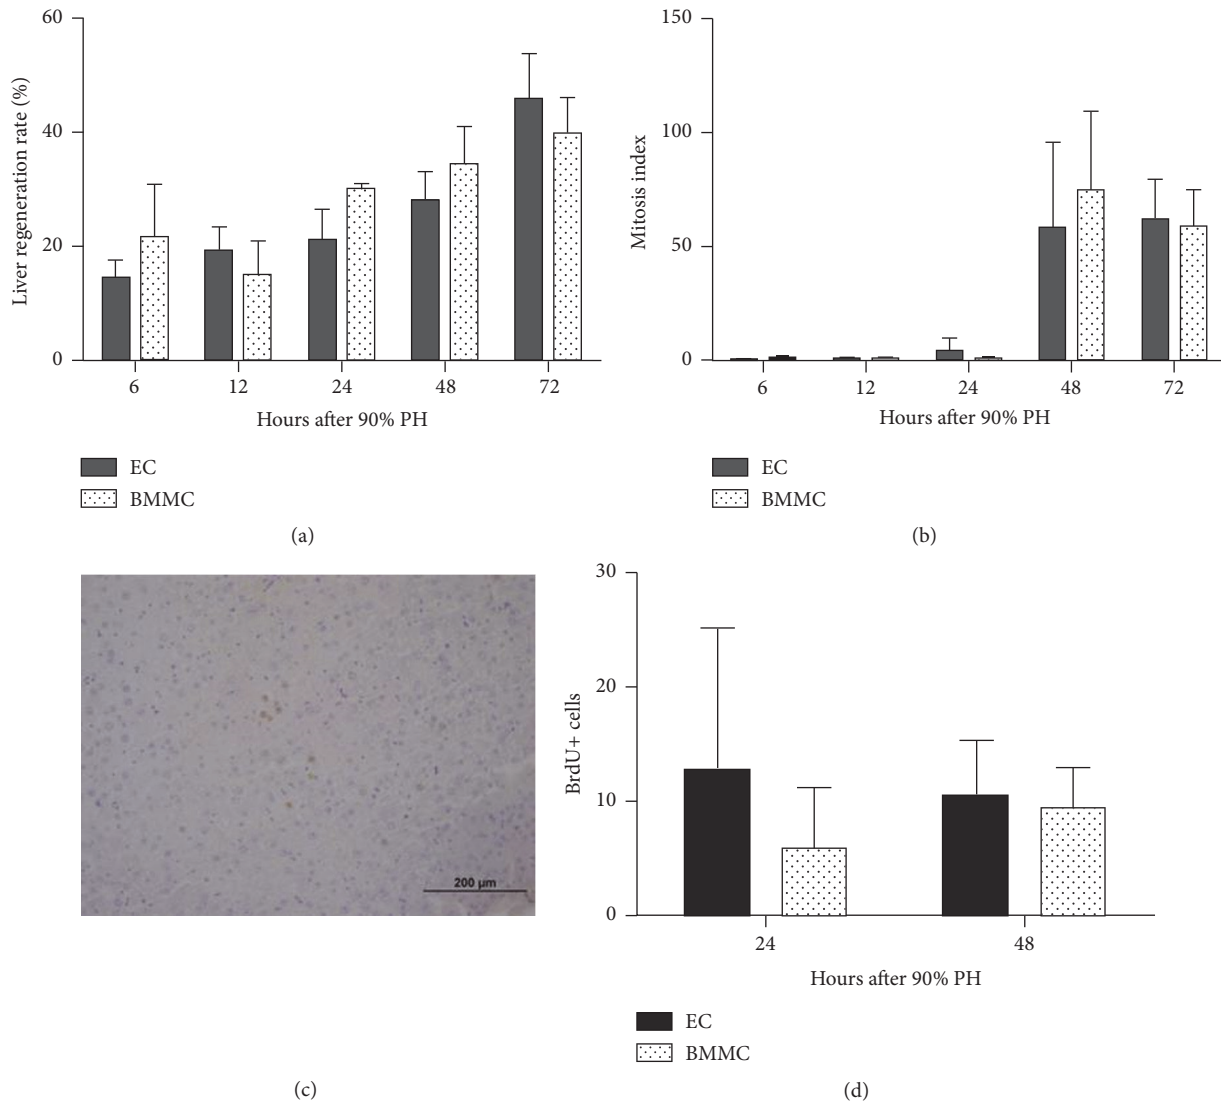 60
40
20
0
Liver regeneration rate (%)
6 12 24 48 72
Hours after 90% PH
EC
BMMC
(a)
150
100
50
0
Mitosis index
6 12 24 48 72
Hours after 90% PH
EC
BMMC
(b)
200 µm
(c)
30
20
10
0
BrdU+ cells
24 48
Hours after 90% PH
EC
BMMC
(d)